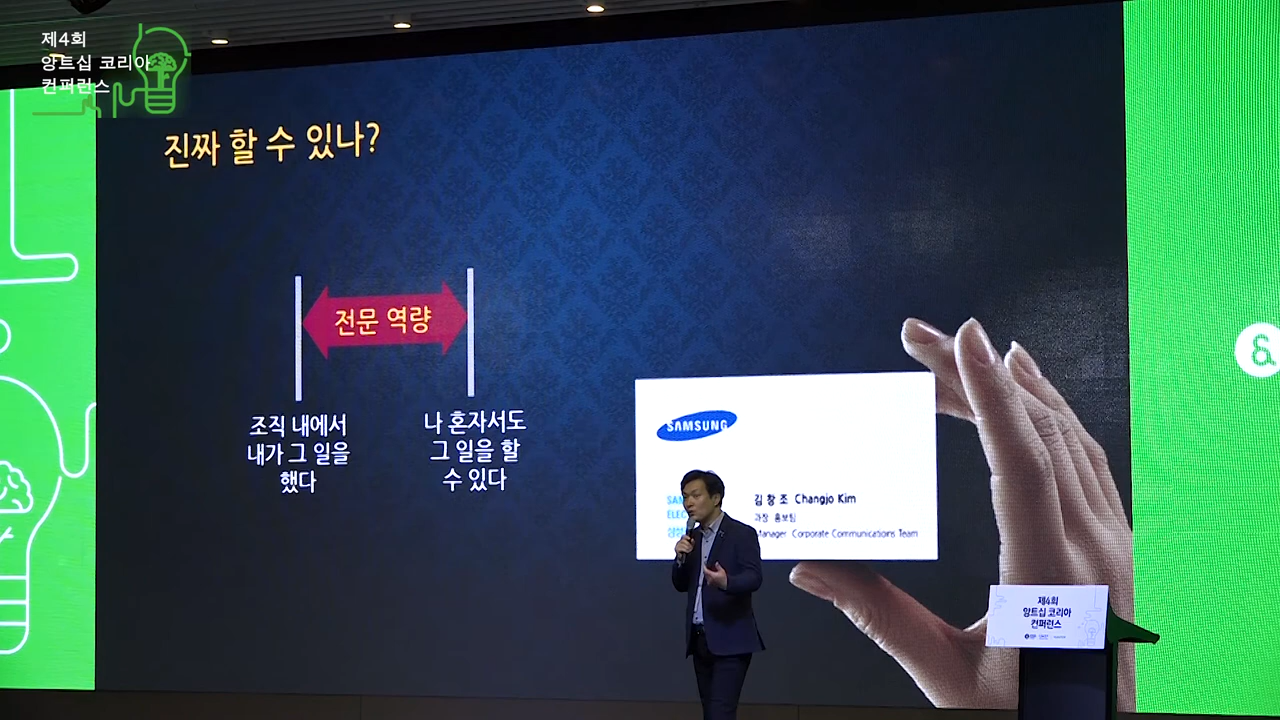 제4회
앙트십 코리아
컨퍼런스
진짜 할 수 있나?
전문 역량
조직 내에서
내가 그 일을
했다
나 혼자서도
그 일을 할
수 있다
SAMSUNG
김 창 조 Changjo Kim
과장 홍보팀
Manager Corporate Communications Team
&
제4회
앙트십 코리아
컨퍼런스